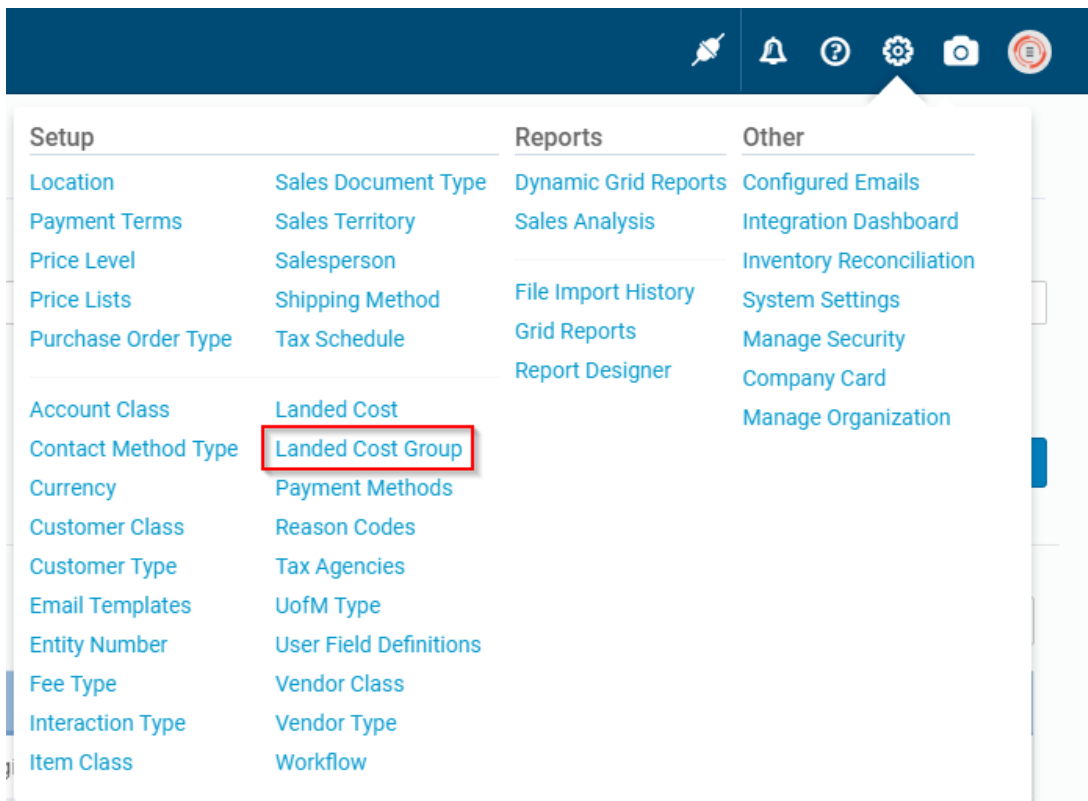 Setup
Location
Payment Terms
Price Level
Price Lists
Purchase Order Type
Sales Document Type
Sales Territory
Salesperson
Shipping Method
Tax Schedule
Account Class
Contact Method Type
Currency
Customer Class
Customer Type
Email Templates
Entity Number
Fee Type
Interaction Type
Item Class
Landed Cost
Landed Cost Group
Payment Methods
Reason Codes
Tax Agencies
UofM Type
User Field Definitions
Vendor Class
Vendor Type
Workflow
Reports
Dynamic Grid Reports
Sales Analysis
File Import History
Grid Reports
Report Designer
Other
Configured Emails
Integration Dashboard
Inventory Reconciliation
System Settings
Manage Security
Company Card
Manage Organization